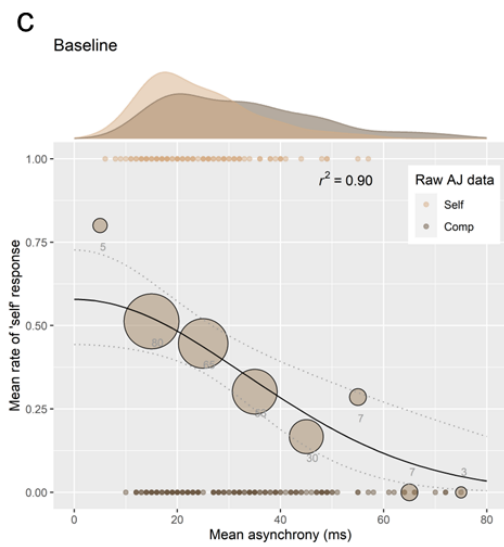 C
Baseline
1.00
r² = 0.90
Raw AJ data
Self
Comp
0.75
5
Mean rate of 'self' response
0.50
80
0.25
7
30
7
3
0.00
0
20
40
60
80
Mean asynchrony (ms)